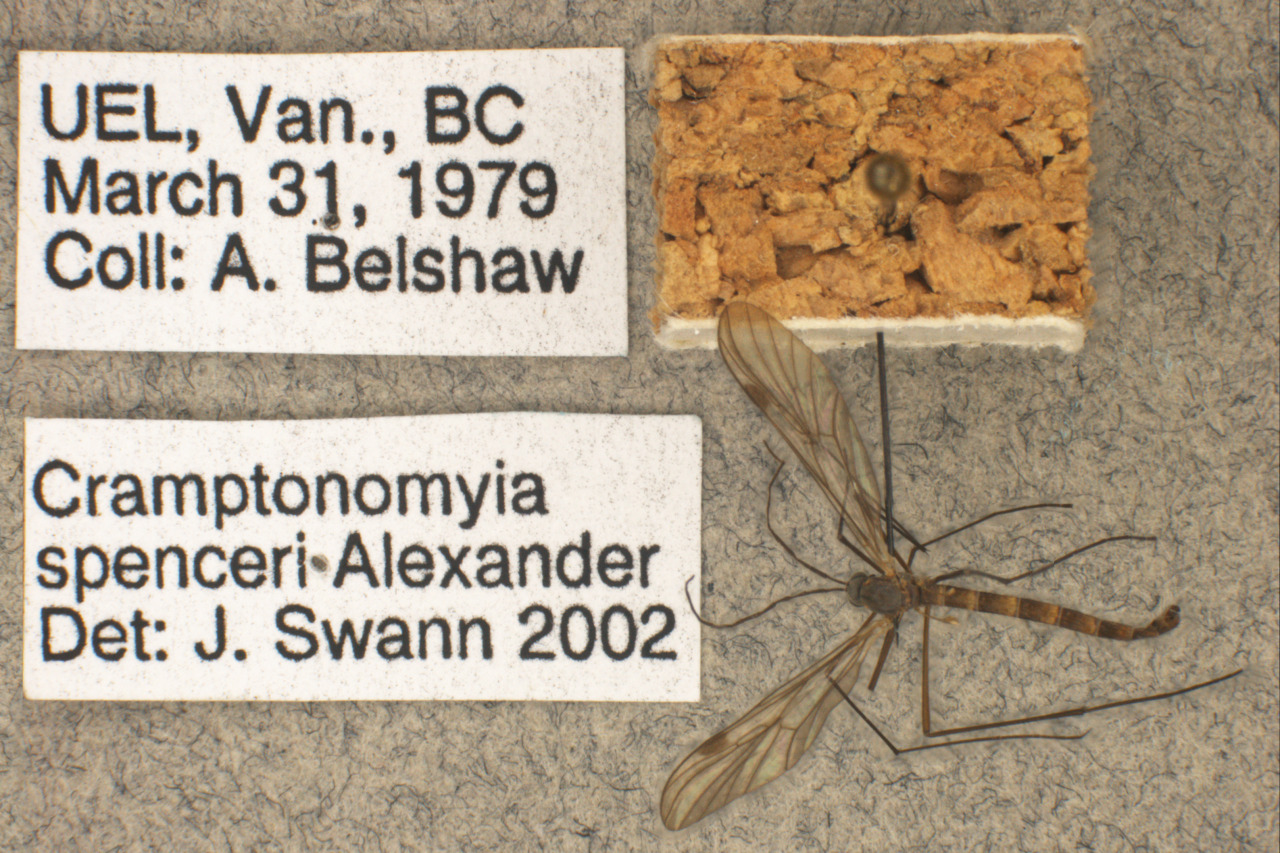 UEL, Van., BC
March 31, 1979
Coll: A. Belshaw
Cramptonomyia
spenceri Alexander
Det: J. Swann 2002